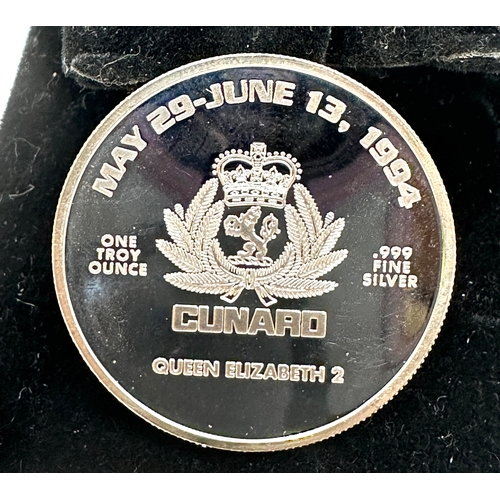 MAY 29-JUNE 13, 1994
ONE
TROY
OUNCE
.999
FINE
SILVER
CUNARD
QUEEN ELIZABETH 2